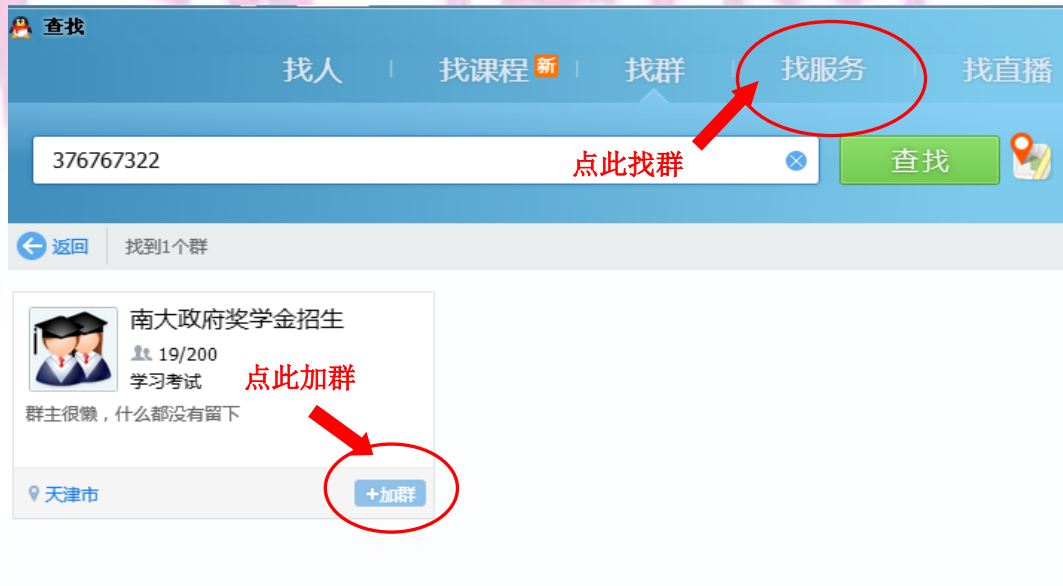 查找
找人 找课程 新 找群 找服务 找直播
376767322 点此找群 查找
返回 找到1个群
南大政府奖学金招生
19/200
学习考试 点此加群
群主很懒，什么都没有留下
天津市 +加群